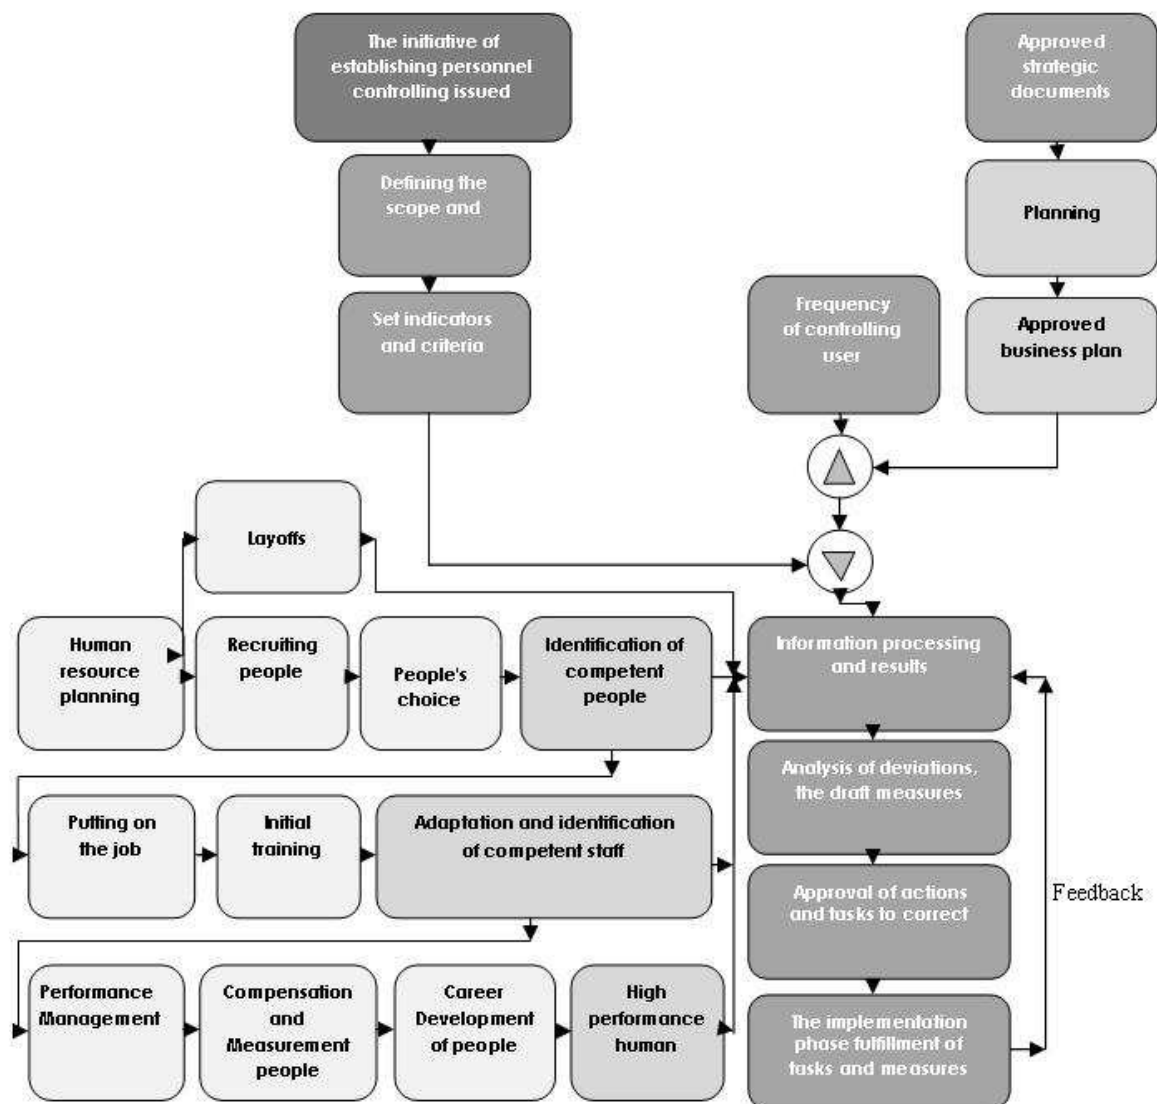 The initiative of
establishing personnel
controlling issued
Approved
strategic
documents
Defining the
scope and
Planning
Set indicators
and criteria
Frequency
of controlling
user
Approved
business plan
Layoffs
Human
resource
planning
Recruiting
people
People's
choice
Identification of
competent
people
Information processing
and results
Analysis of deviations,
the draft measures
Putting on
the job
Initial
training
Adaptation and identification
of competent staff
Approval of actions
and tasks to correct
Feedback
Performance
Management
Compensation
and
Measurement
people
Career
Development
of people
High
performance
human
The implementation
phase fulfillment of
tasks and measures